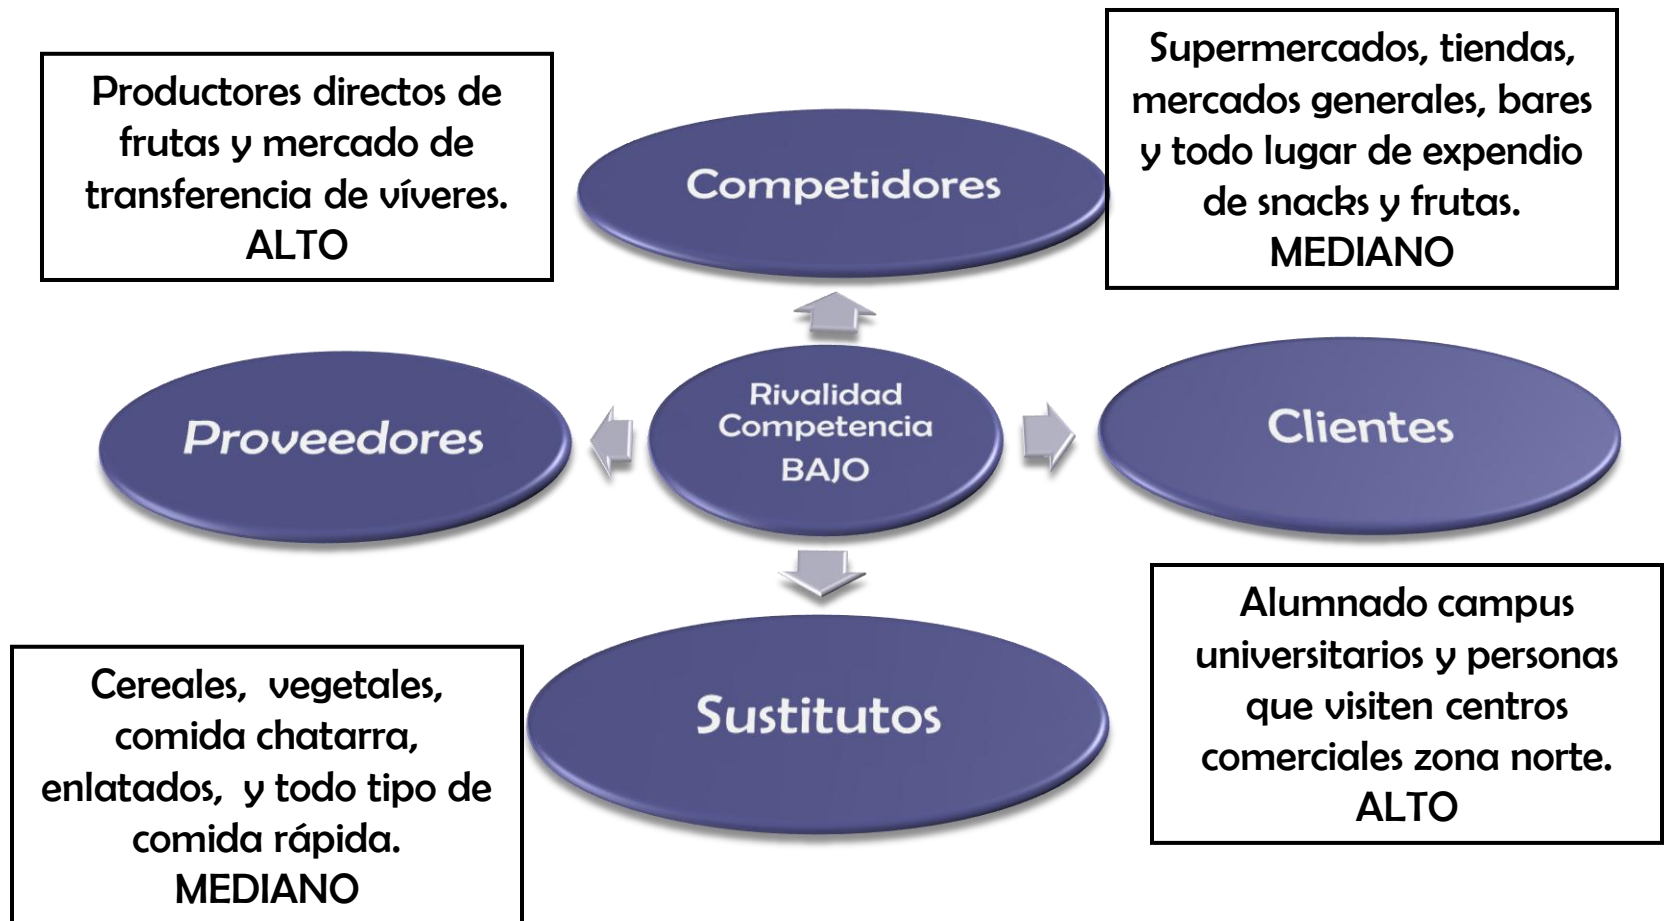 Productores directos de
frutas y mercado de
transferencia de víveres.
ALTO
Competidores
Supermercados, tiendas,
mercados generales, bares
y todo lugar de expendio
de snacks y frutas.
MEDIANO
Proveedores
Rivalidad
Competencia
BAJO
Clientes
Cereales, vegetales,
comida chatarra,
enlatados, y todo tipo de
comida rápida.
MEDIANO
Sustitutos
Alumnado campus
universitarios y personas
que visiten centros
comerciales zona norte.
ALTO